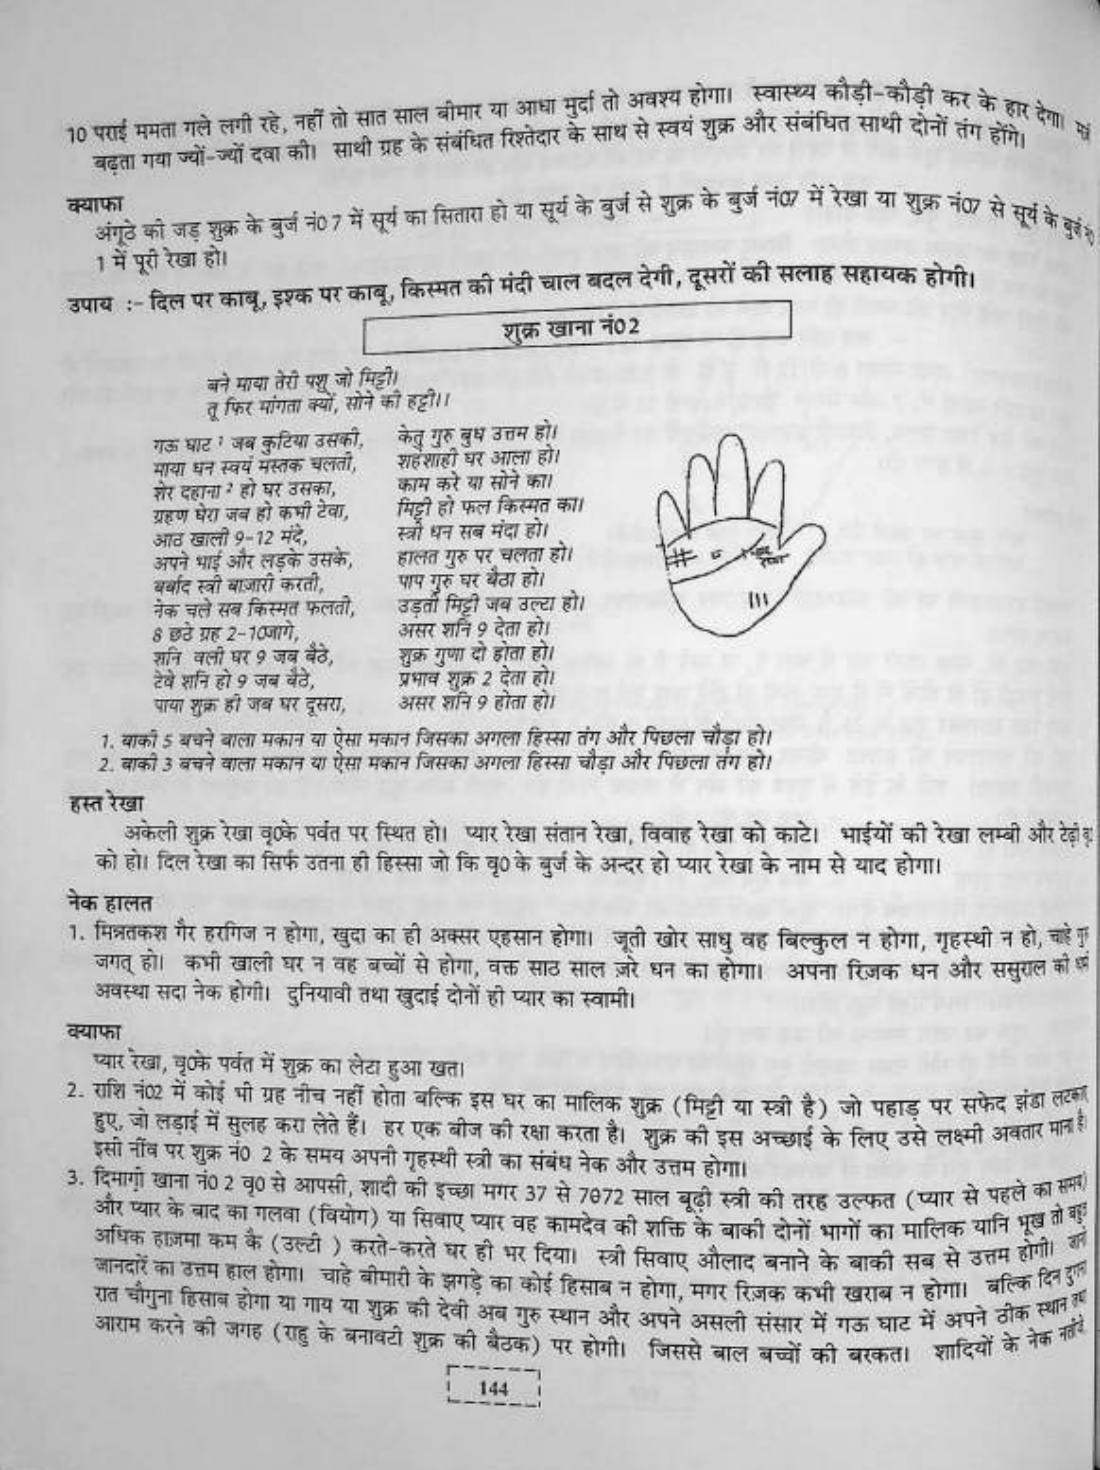 10 पराई ममता गले लगी रहे, नहीं तो सात साल बीमार या आधा मुर्दा तो अवश्य होगा। स्वास्थ्य कौड़ी-कौड़ी कर के हार देगा।
बढ़ता गया ज्यों-ज्यों दवा की। साथी ग्रह के संबंधित रिश्तेदार के साथ से स्वयं शुक्र और संबंधित साथी दोनों तंग होंगे।
क्याफा
अंगूठे की जड़ शुक्र के बुर्ज नं0 7 में सूर्य का सितारा हो या सूर्य के बुर्ज से शुक्र के बुर्ज नं07 में रेखा या शुक्र नं07 से सूर्य के बुर्ज नं0
1 में पूरी रेखा हो।
उपाय :- दिल पर काबू, इश्क पर काबू, किस्मत की मंदी चाल बदल देगी, दूसरों की सलाह सहायक होगी।
शुक्र खाना नं02
बने माया तेरी पशु जो मिट्टी।
तू फिर मांगता क्यों, सोने की हट्टी।।
गऊ घाट ¹ जब कुटिया उसकी, केतु गुरु बुध उत्तम हो।
माया धन स्वयं मस्तक चलती, शहंशाही घर आला हो।
शेर दहाना ² हो घर उसका, काम करे या सोने का।
ग्रहण घेरा जब हो कभी टेवा, मिट्टी हो फल किस्मत का।
आठ खाली 9-12 मंदे, स्त्री धन सब मंदा हो।
अपने भाई और लड़के उसके, हालत गुरु पर चलता हो।
बर्बाद स्त्री बाज़ारी करती, पाप गुरु घर बैठा हो।
नेक चले सब किस्मत फलती, उड़ती मिट्टी जब उल्टा हो।
8 छठे ग्रह 2-10जागे, असर शनि 9 देता हो।
शनि वली घर 9 जब बैठे, शुक्र गुणा दो होता हो।
टेवे शनि हो 9 जब बैठे, प्रभाव शुक्र 2 देता हो।
पाया शुक्र ही जब घर दूसरा, असर शनि 9 होता हो।
1. बाकी 5 बचने बाला मकान या ऐसा मकान जिसका अगला हिस्सा तंग और पिछला चौड़ा हो।
2. बाकी 3 बचने वाला मकान या ऐसा मकान जिसका अगला हिस्सा चौड़ा और पिछला तंग हो।
हस्त रेखा
अकेली शुक्र रेखा वृ0के पर्वत पर स्थित हो। प्यार रेखा संतान रेखा, विवाह रेखा को काटे। भाईयों की रेखा लम्बी और टेढ़ी वृ0
को हो। दिल रेखा का सिर्फ उतना ही हिस्सा जो कि वृ0 के बुर्ज के अन्दर हो प्यार रेखा के नाम से याद होगा।
नेक हालत
1. मिन्नतकश गैर हरगिज न होगा, खुदा का ही अक्सर एहसान होगा। जूती खोर साधु वह बिल्कुल न होगा, गृहस्थी न हो, चाहे गुरु
जगत् हो। कभी खाली घर न वह बच्चों से होगा, वक्त साठ साल ज़रे धन का होगा। अपना रिज़क धन और ससुराल की धर्म
अवस्था सदा नेक होगी। दुनियावी तथा खुदाई दोनों ही प्यार का स्वामी।
क्याफा
प्यार रेखा, वृ0के पर्वत में शुक्र का लेटा हुआ खत।
2. राशि नं02 में कोई भी ग्रह नीच नहीं होता बल्कि इस घर का मालिक शुक्र (मिट्टी या स्त्री है) जो पहाड़ पर सफेद झंडा लटकाए
हुए, जो लड़ाई में सुलह करा लेते हैं। हर एक बीज की रक्षा करता है। शुक्र की इस अच्छाई के लिए उसे लक्ष्मी अवतार माना है।
इसी नींव पर शुक्र नं0 2 के समय अपनी गृहस्थी स्त्री का संबंध नेक और उत्तम होगा।
3. दिमागी खाना नं0 2 वृ0 से आपसी, शादी की इच्छा मगर 37 से 7072 साल बूढ़ी स्त्री की तरह उल्फत (प्यार से पहले का समय)
और प्यार के बाद का गलवा (वियोग) या सिवाए प्यार वह कामदेव की शक्ति के बाकी दोनों भागों का मालिक यानि भूख तो बहुत
अधिक हाज़मा कम कै (उल्टी ) करते-करते घर ही भर दिया। स्त्री सिवाए औलाद बनाने के बाकी सब से उत्तम होगी।
जानदारें का उत्तम हाल होगा। चाहे बीमारी के झगड़े का कोई हिसाब न होगा, मगर रिज़क कभी खराब न होगा। बल्कि दिन दुगना
रात चौगुना हिसाब होगा या गाय या शुक्र की देवी अब गुरु स्थान और अपने असली संसार में गऊ घाट में अपने ठीक स्थान तथा
आराम करने की जगह (राहु के बनावटी शुक्र की बैठक) पर होगी। जिससे बाल बच्चों की बरकत। शादियों के नेक नतीजे,
144